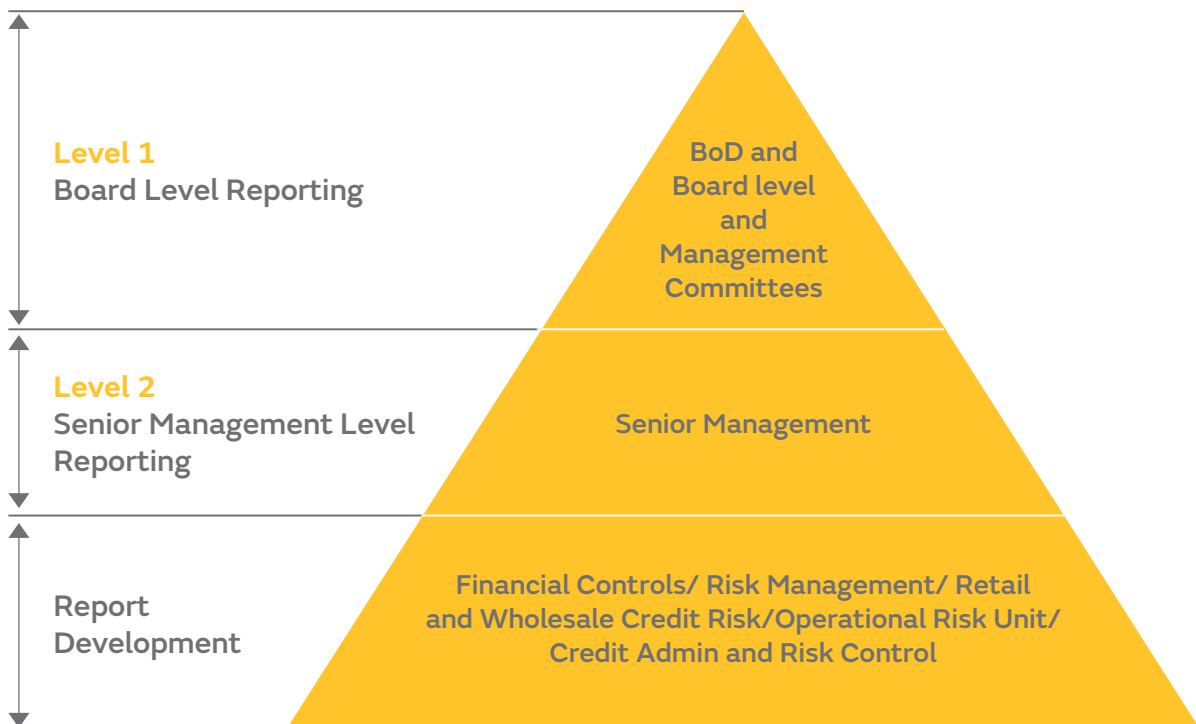 Level 1
Board Level Reporting
BoD and
Board level
and
Management
Committees
Level 2
Senior Management Level
Reporting
Senior Management
Report
Development
Financial Controls/ Risk Management/ Retail
and Wholesale Credit Risk/Operational Risk Unit/
Credit Admin and Risk Control